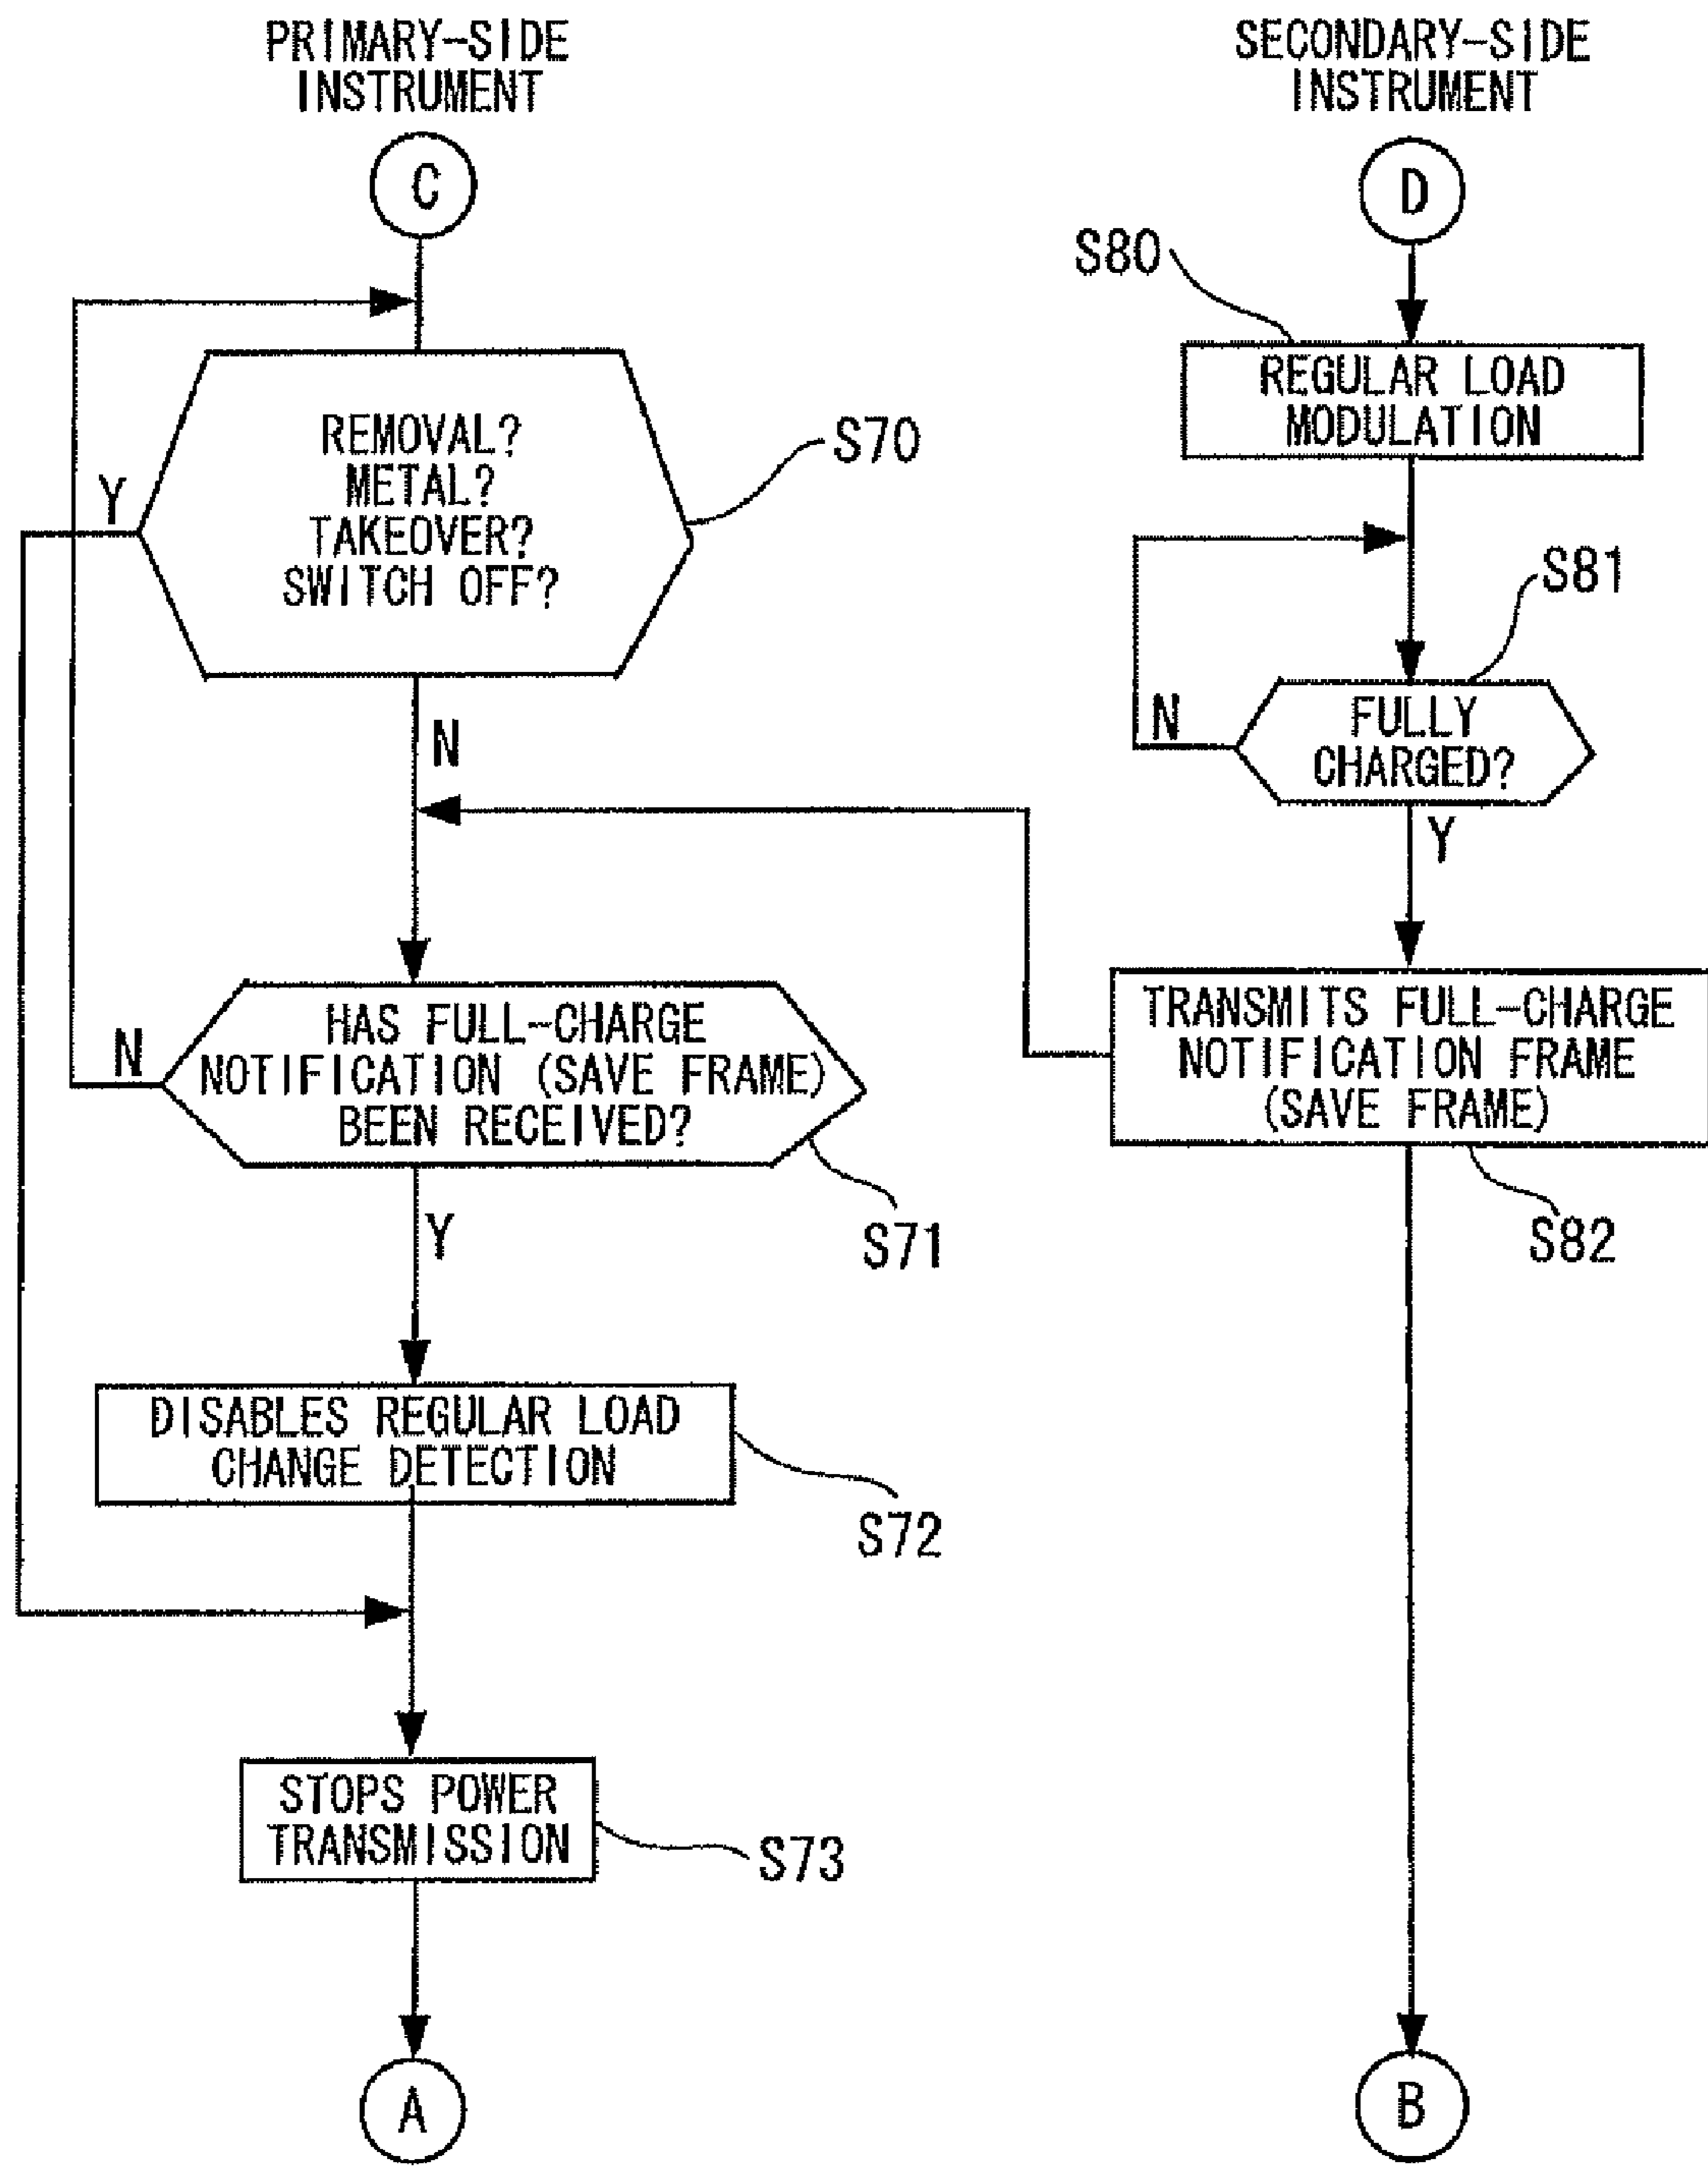 PRIMARY-SIDE
INSTRUMENT
C
REMOVAL?
METAL?
TAKEOVER?
SWITCH OFF?
S70
Y
N
HAS FULL-CHARGE
NOTIFICATION (SAVE FRAME)
BEEN RECEIVED?
S71
N
Y
DISABLES REGULAR LOAD
CHANGE DETECTION
S72
STOPS POWER
TRANSMISSION
S73
A
SECONDARY-SIDE
INSTRUMENT
D
S80
REGULAR LOAD
MODULATION
S81
FULLY
CHARGED?
N
Y
TRANSMITS FULL-CHARGE
NOTIFICATION FRAME
(SAVE FRAME)
S82
B